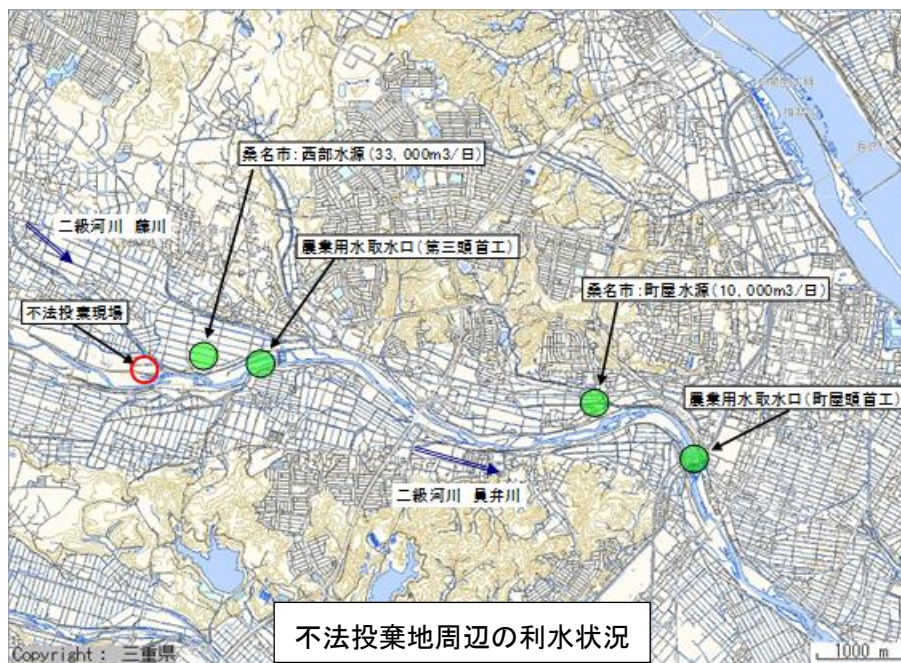 桑名市：西部水源(33,000m3/日)
二級河川　藤川
農業用水取水口(第三頭首工)
桑名市：町屋水源(10,000m3/日)
不法投棄現場
農業用水取水口(町屋頭首工)
二級河川　員弁川
不法投棄地周辺の利水状況
Copyright : 三重県
1000 m